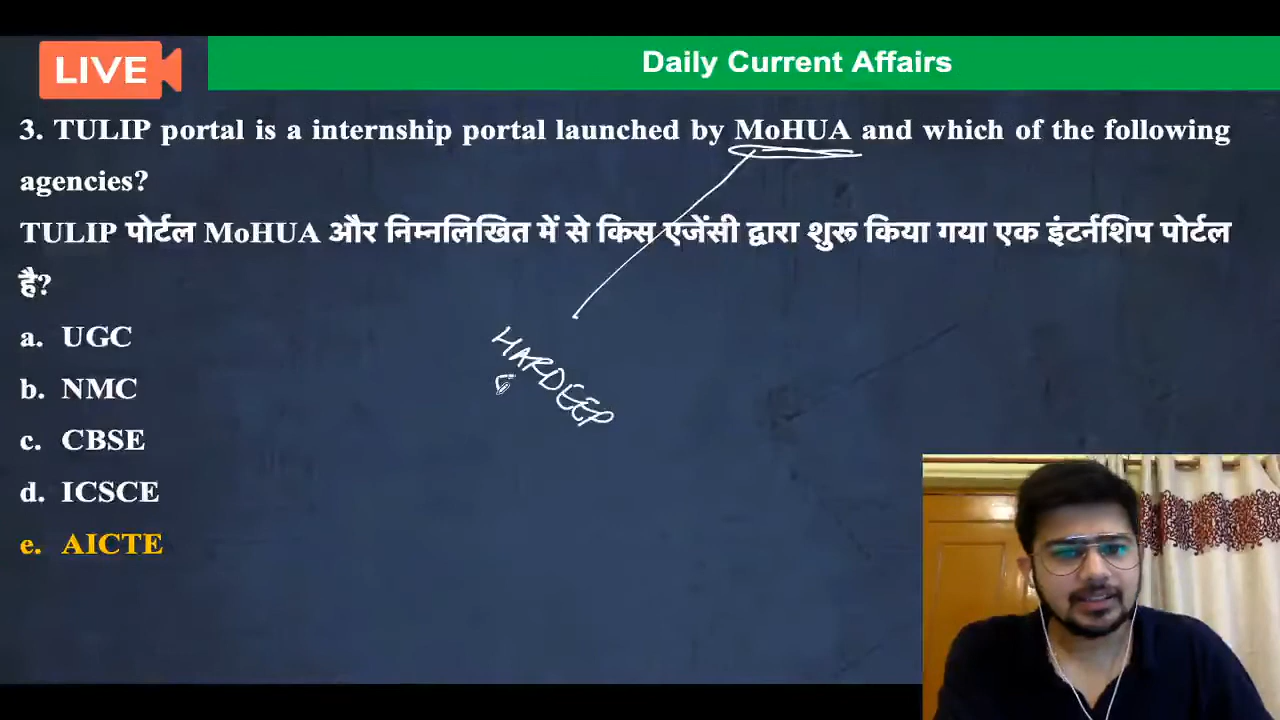 LIVE
Daily Current Affairs
3. TULIP portal is a internship portal launched by MoHUA and which of the following
agencies?
TULIP पोर्टल MoHUA और निम्नलिखित में से किस एजेंसी द्वारा शुरू किया गया एक इंटर्नशिप पोर्टल
है?
a. UGC
b. NMC
c. CBSE
d. ICSCE
e. AICTE
HARDEEP